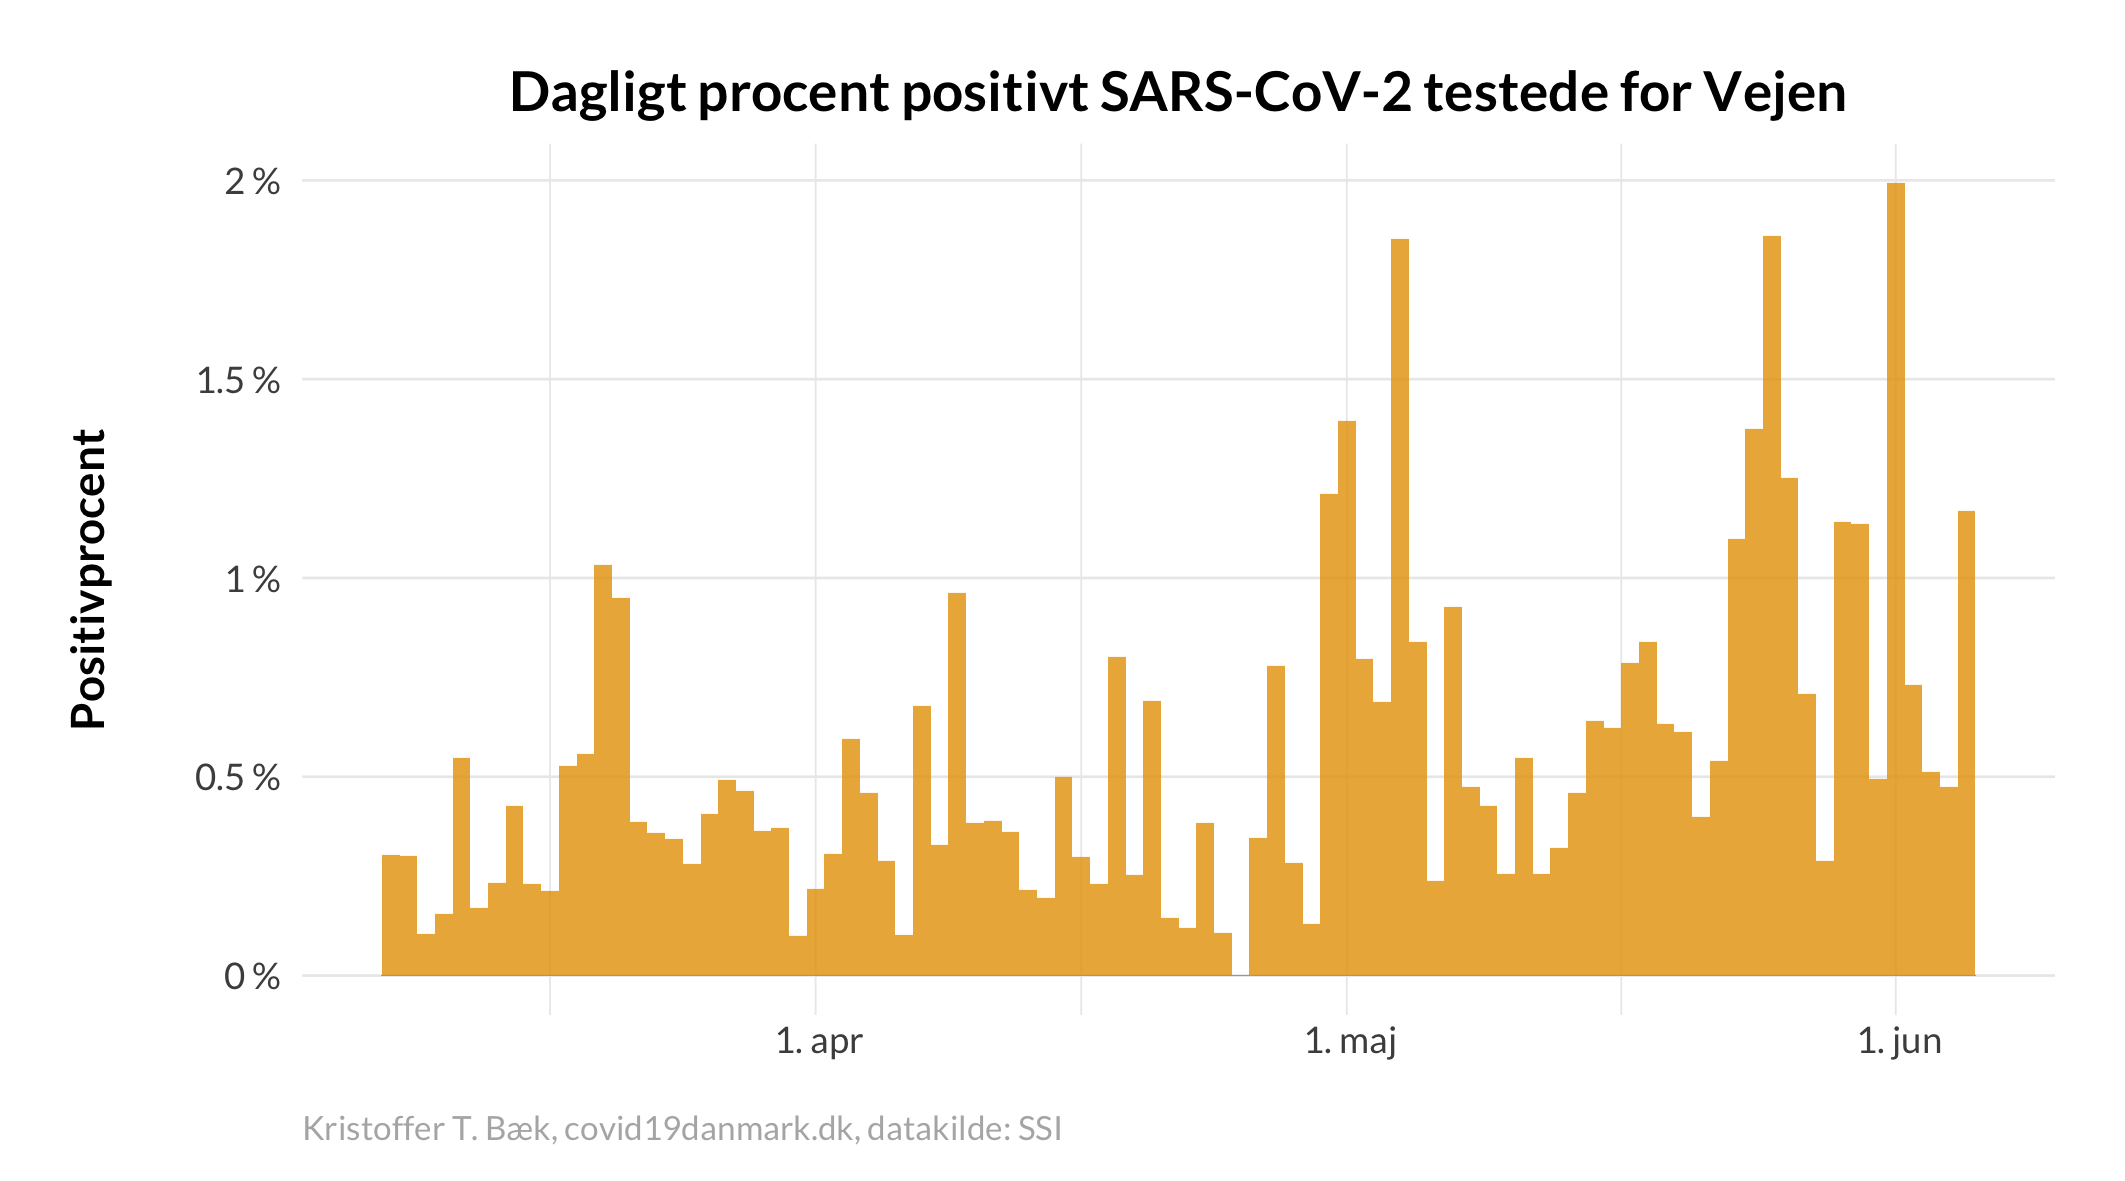 Dagligt procent positivt SARS-CoV-2 testede for Vejen
Positivprocent
2 %
1.5 %
1 %
0.5 %
0 %
1. apr
1. maj
1. jun
Kristoffer T. Bæk, covid19danmark.dk, datakilde: SSI